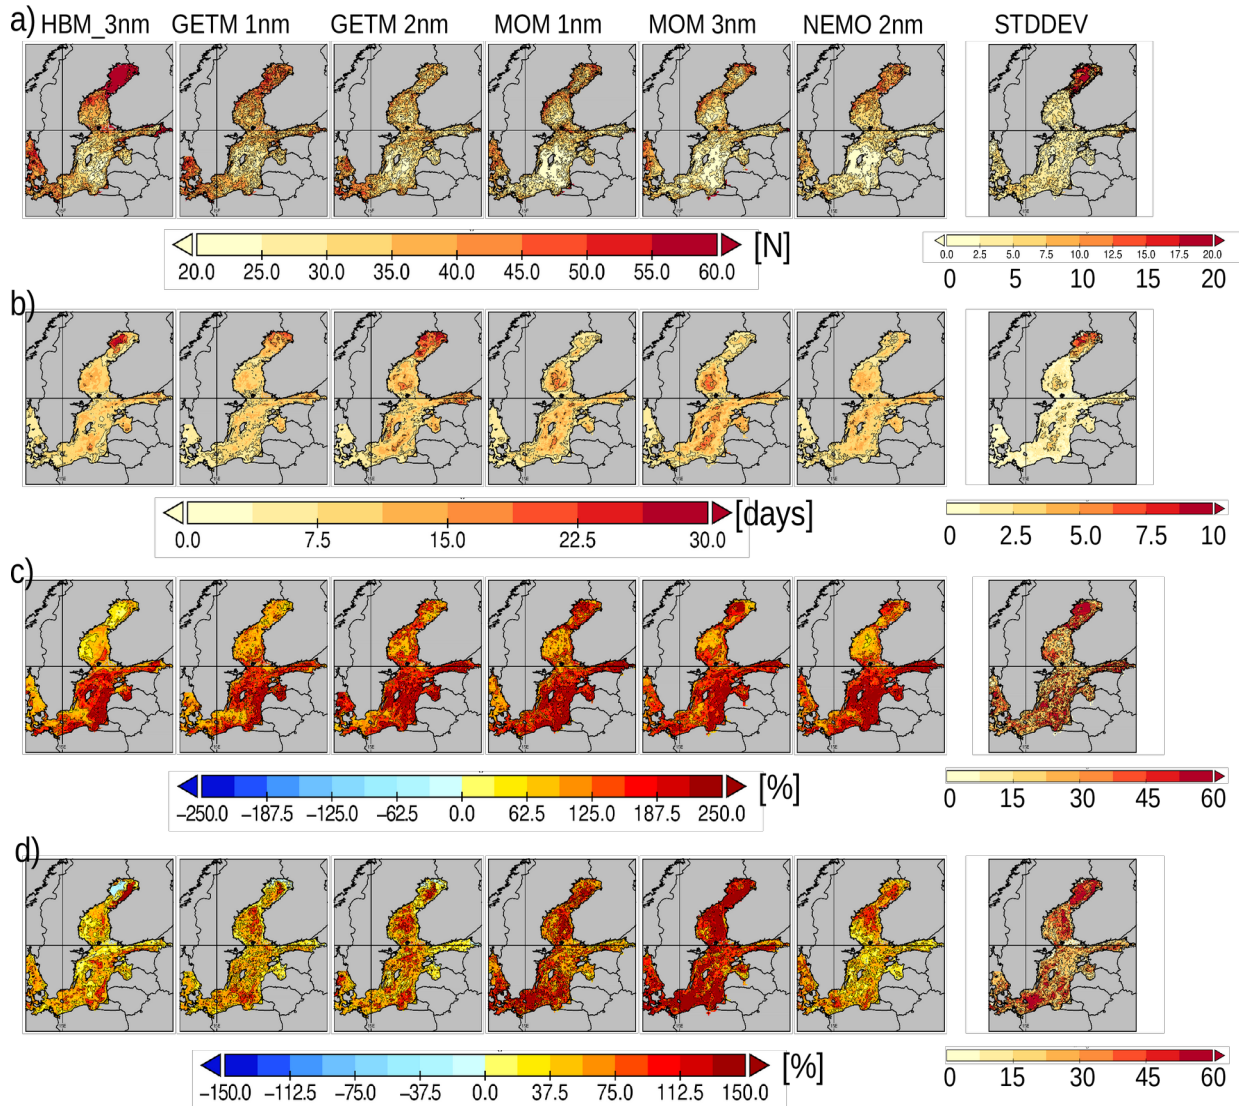 a) HBM_3nm GETM 1nm GETM 2nm MOM 1nm MOM 3nm NEMO 2nm STDDEV
20.0 25.0 30.0 35.0 40.0 45.0 50.0 55.0 60.0 [N]
0.0 2.5 5.0 7.5 10.0 12.5 15.0 17.5 20.0
0 5 10 15 20
b)
0.0 7.5 15.0 22.5 30.0 [days]
0 2.5 5.0 7.5 10
c)
−250.0 −187.5 −125.0 −62.5 0.0 62.5 125.0 187.5 250.0 [%]
0 15 30 45 60
d)
−150.0 −112.5 −75.0 −37.5 0.0 37.5 75.0 112.5 150.0 [%]
0 15 30 45 60